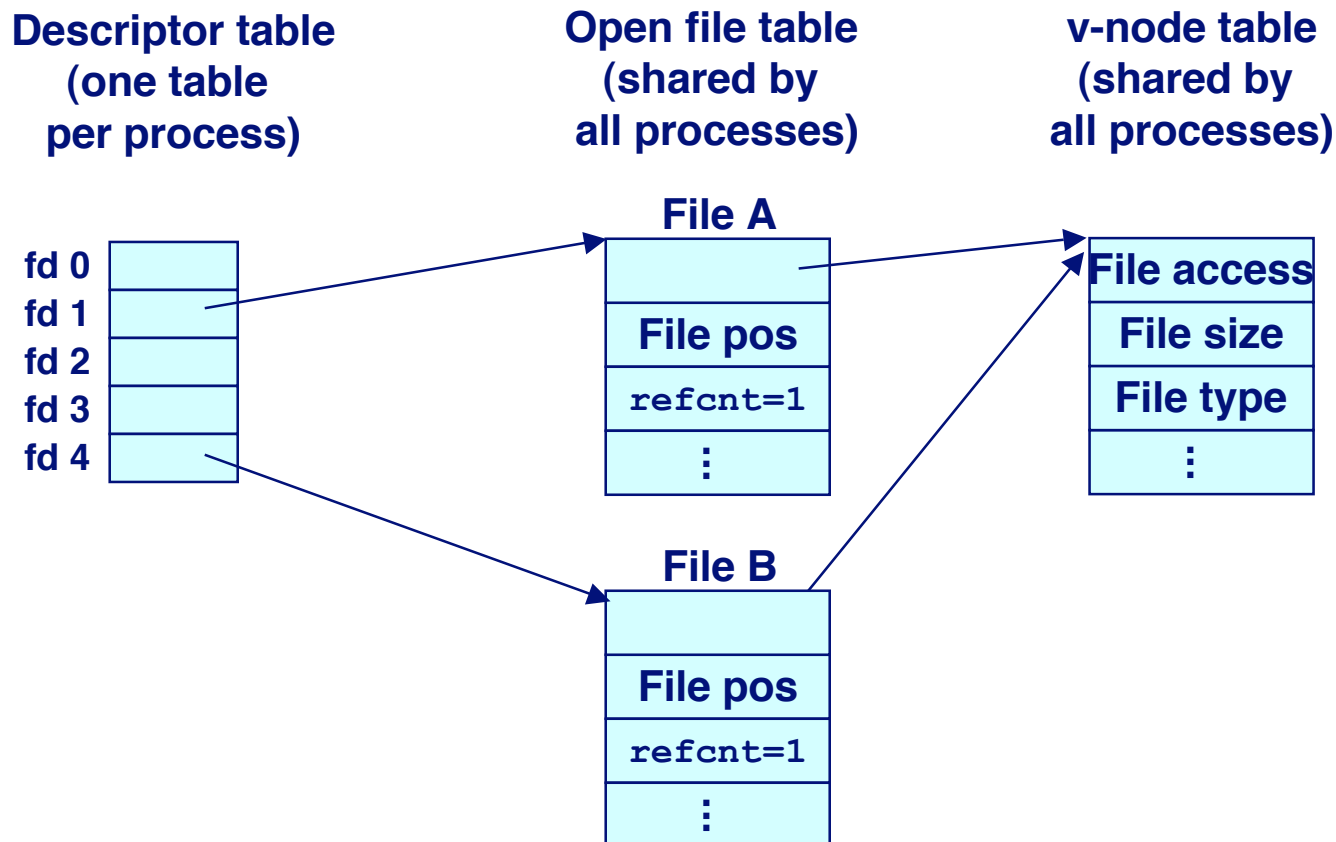 Descriptor table
(one table
per process)
Open file table
(shared by
all processes)
v-node table
(shared by
all processes)
fd 0
fd 1
fd 2
fd 3
fd 4
File A
File pos
refcnt=1
⋮
File B
File pos
refcnt=1
⋮
File access
File size
File type
⋮